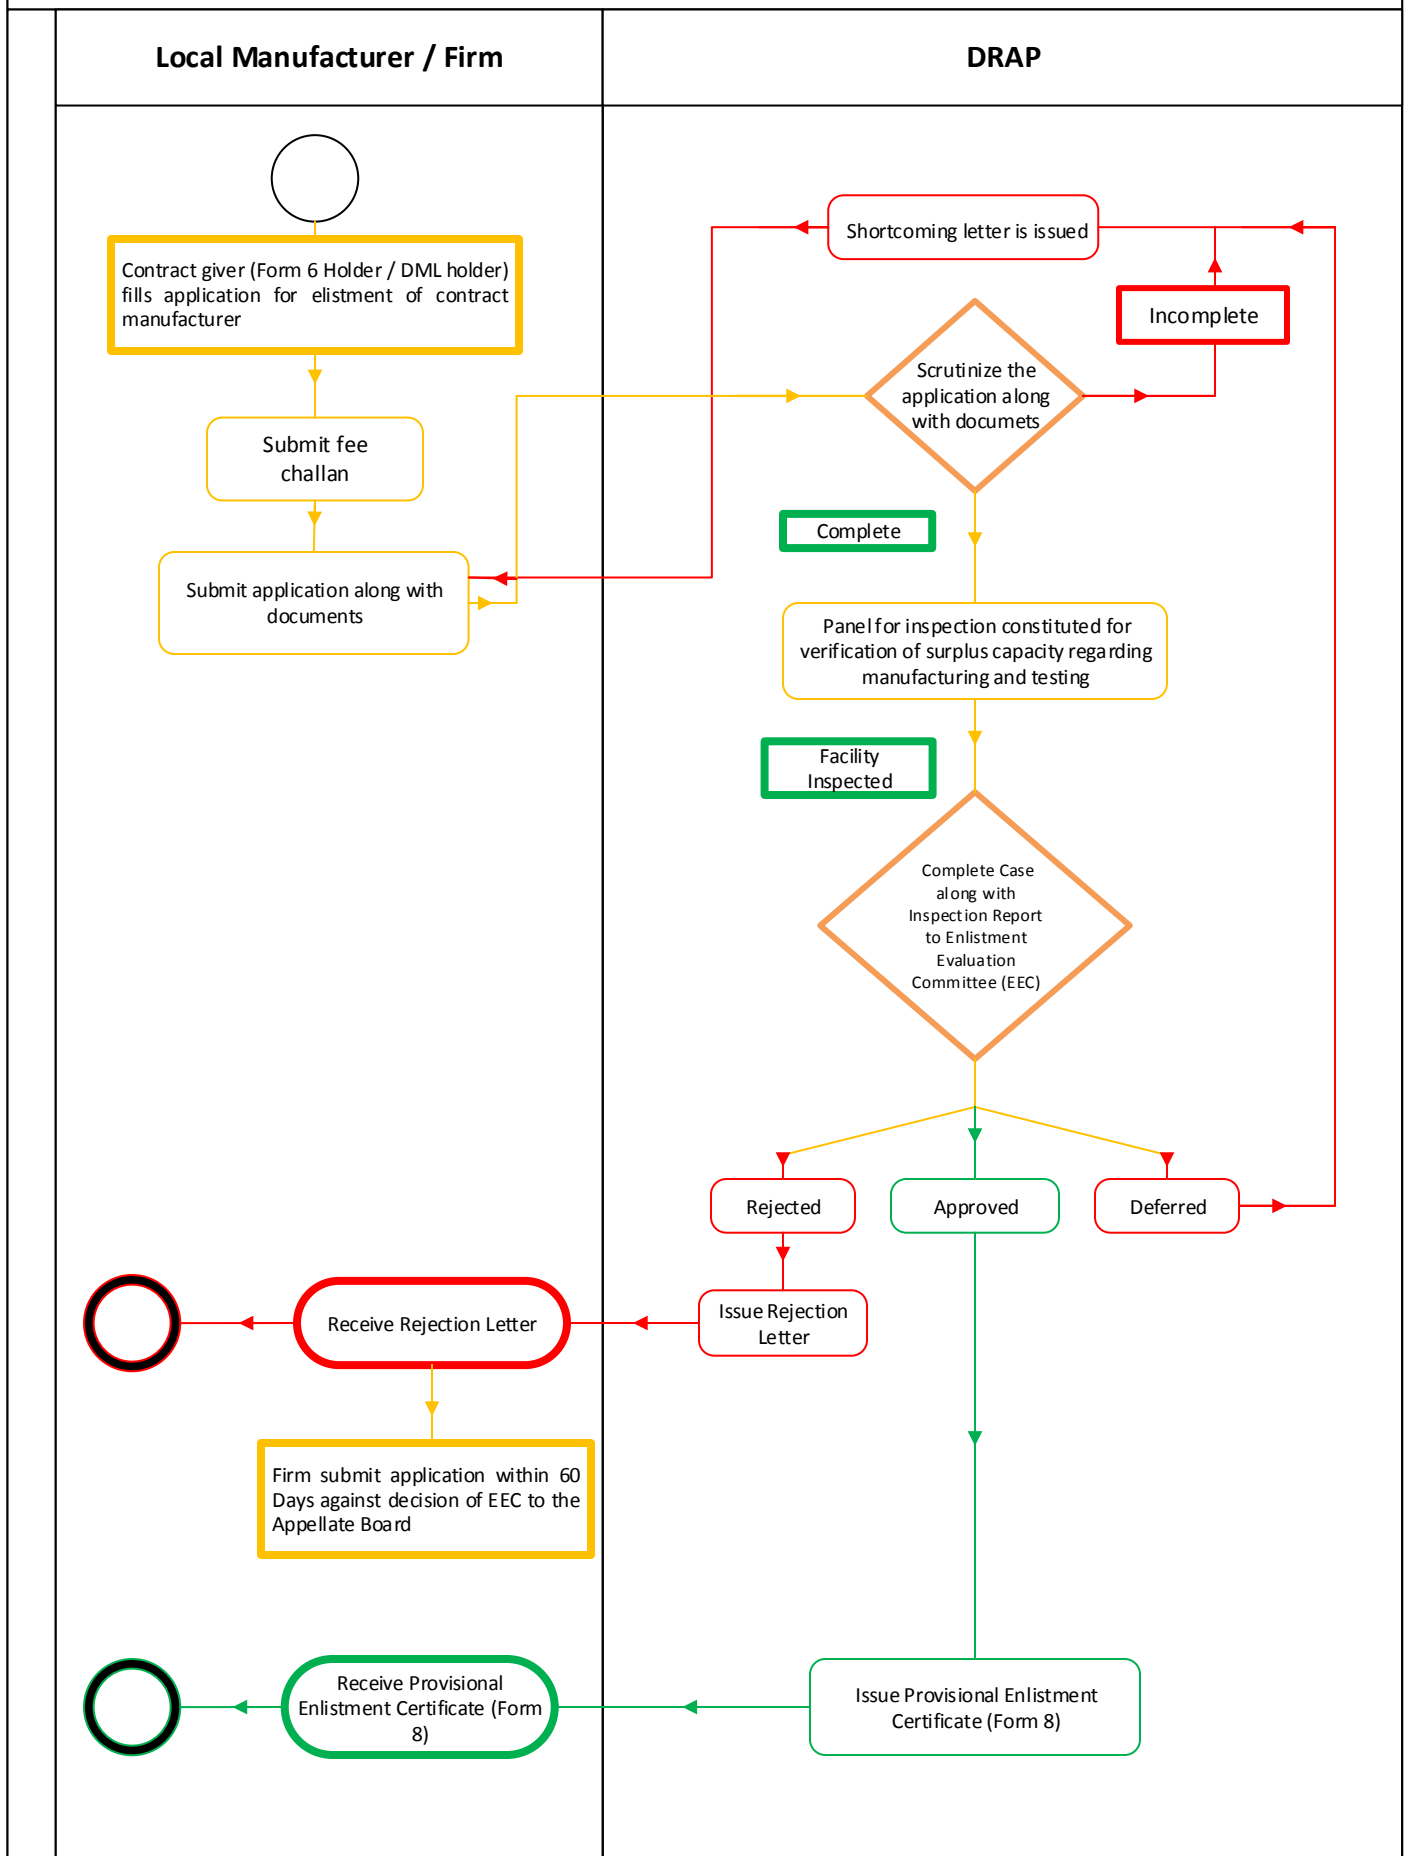 Local Manufacturer / Firm
DRAP
Contract giver (Form 6 Holder / DML holder)
fills application for elistment of contract
manufacturer
Submit fee
challan
Submit application along with
documents
Shortcoming letter is issued
Incomplete
Scrutinize the
application along
with documets
Complete
Panel for inspection constituted for
verification of surplus capacity regarding
manufacturing and testing
Facility
Inspected
Complete Case
along with
Inspection Report
to Enlistment
Evaluation
Committee (EEC)
Rejected
Approved
Deferred
Issue Rejection
Letter
Receive Rejection Letter
Firm submit application within 60
Days against decision of EEC to the
Appellate Board
Issue Provisional Enlistment
Certificate (Form 8)
Receive Provisional
Enlistment Certificate (Form
8)